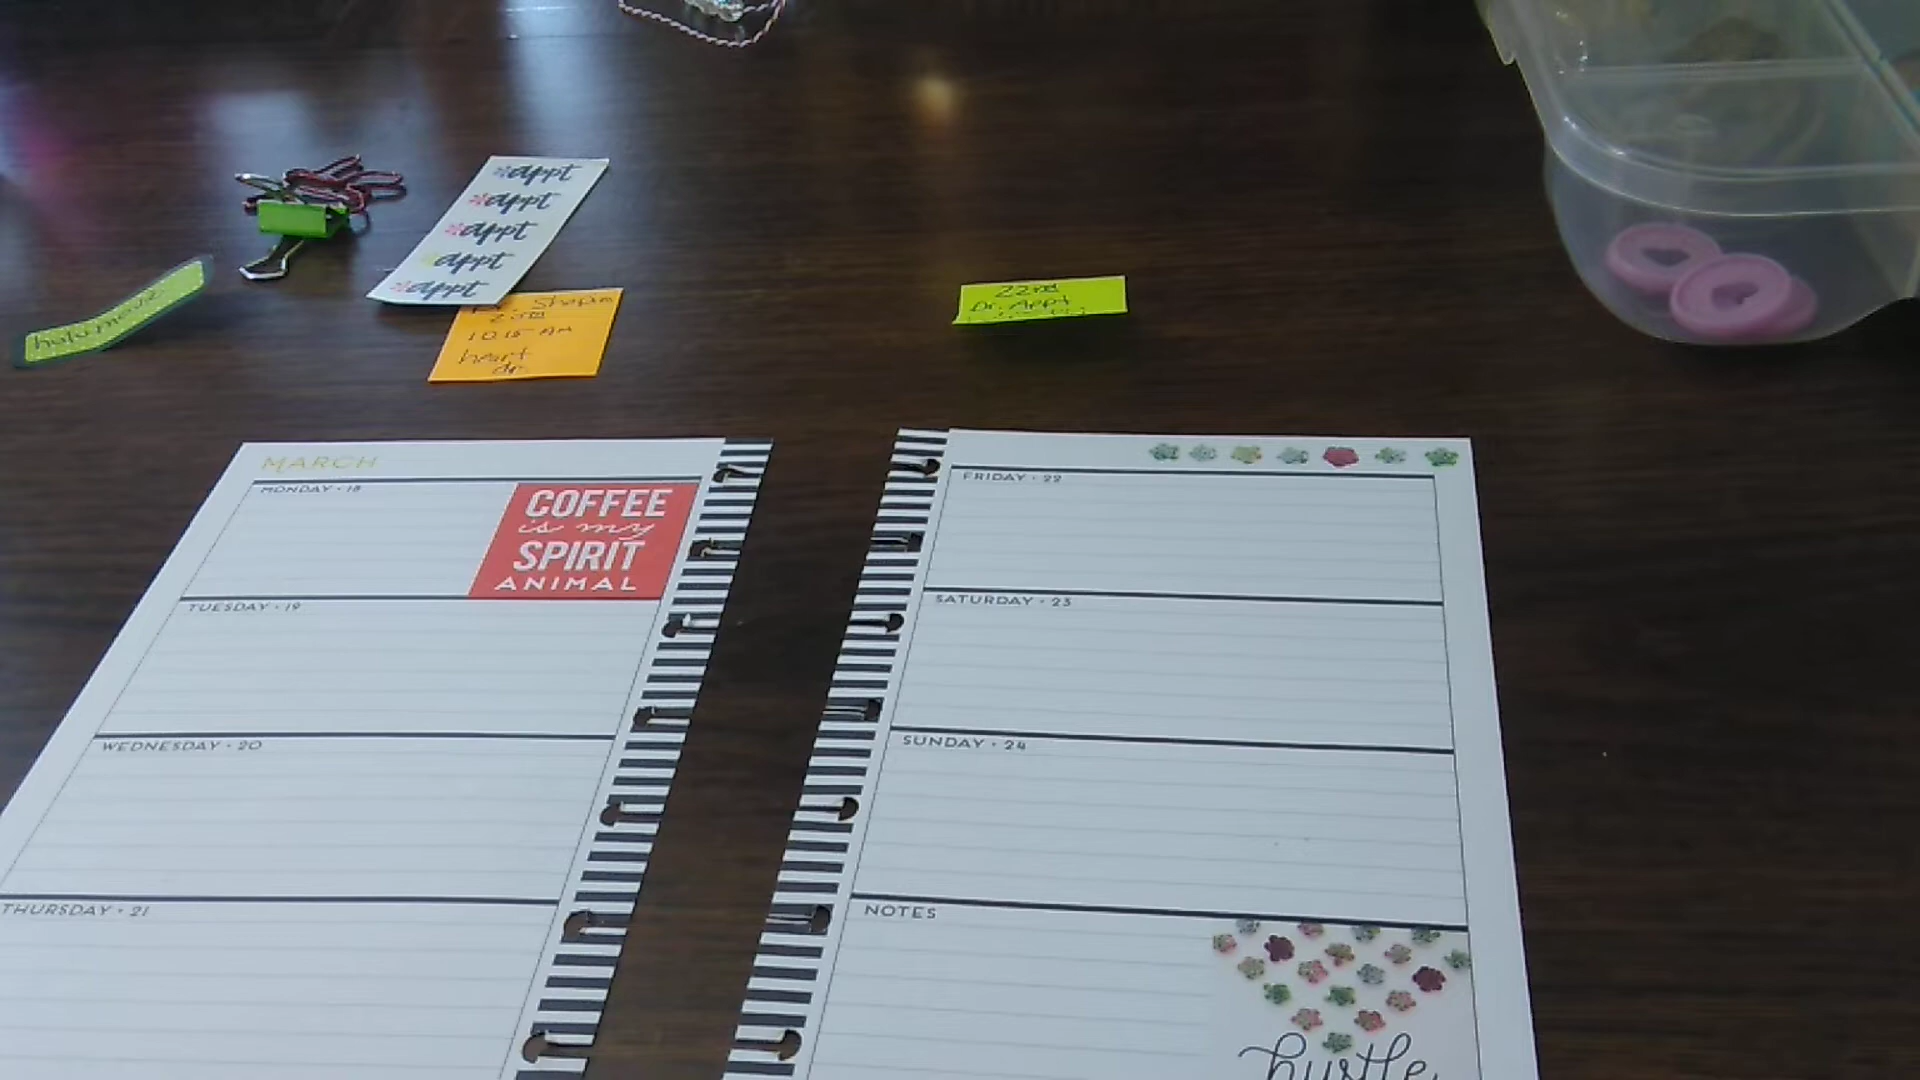 appt
appt
appt
appt
appt
22nd
Dr. Appt
10:15 AM
heart
dr.
MARCH
MONDAY · 18
COFFEE
is my
SPIRIT
ANIMAL
TUESDAY · 19
WEDNESDAY · 20
THURSDAY · 21
FRIDAY · 22
SATURDAY · 23
SUNDAY · 24
NOTES
hustle